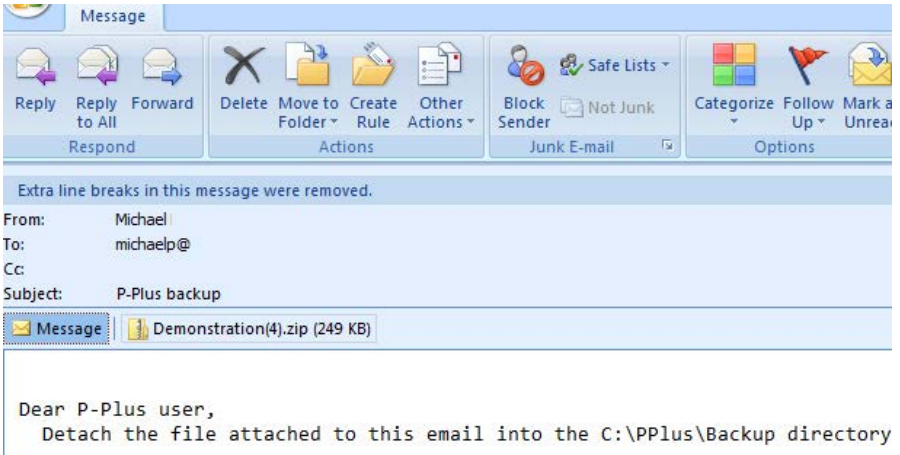 Message
Reply
Reply to All
Forward
Delete
Move to Folder
Create Rule
Other Actions
Block Sender
Safe Lists
Not Junk
Categorize
Follow Up
Mark a
Unrea
Respond
Actions
Junk E-mail
Options
Extra line breaks in this message were removed.
From: Michael
To: michaelp@
Cc:
Subject: P-Plus backup
Message Demonstration(4).zip (249 KB)
Dear P-Plus user,
Detach the file attached to this email into the C:\PPlus\Backup directory